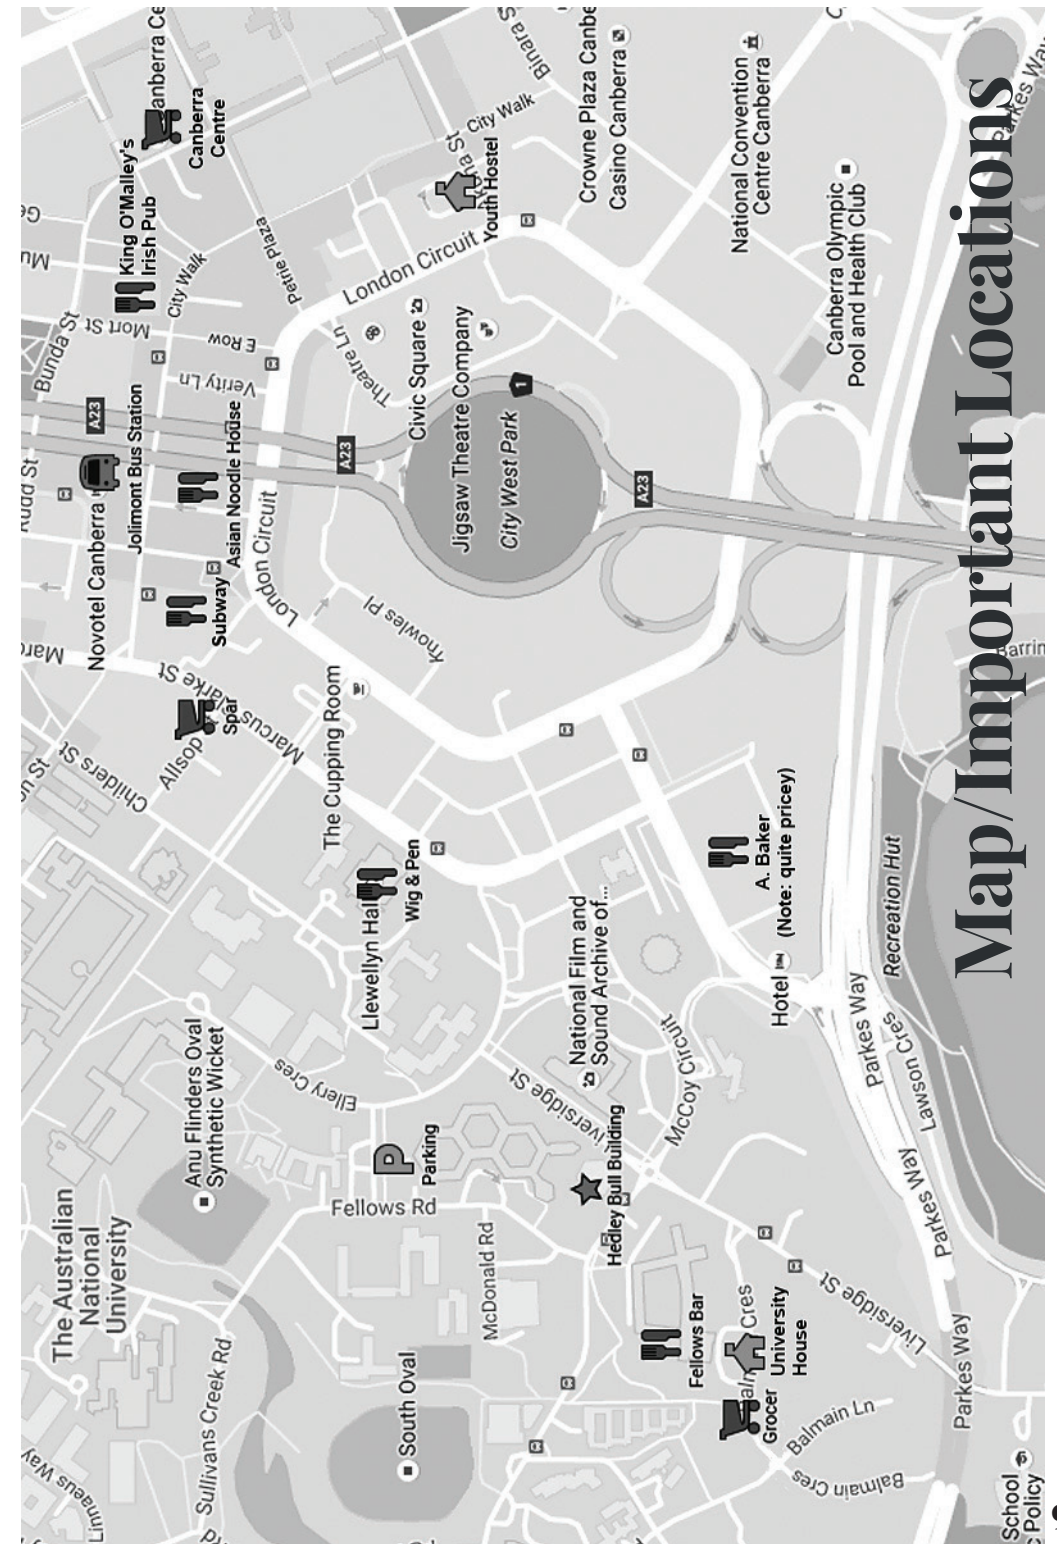 Map/Important Locations
The Australian
National
University
Anu Flinders Oval
Synthetic Wicket
Linnaeus Way
Sullivans Creek Rd
South Oval
Fellows Rd
McDonald Rd
Ellery Cres
P
Parking
Llewellyn Hall
Wig & Pen
The Cupping Room
Childers St
Allsop
Spar
Marcus Clarke St
Novotel Canberra
Subway
Jolimont Bus Station
Asian Noodle House
A23
Bunda St
Mort St
Verity Ln
E Row
City Walk
King O'Malley's
Irish Pub
Canberra
Centre
Petrie Plaza
London Circuit
London Circuit
Knowles Pl
A23
Theatre Ln
Civic Square
Jigsaw Theatre Company
City West Park
1
A23
Youth Hostel
City Walk
Binara St
Crowne Plaza
Casino Canberra
National Convention
Centre Canberra
Canberra Olympic
Pool and Health Club
National Film and
Sound Archive of...
McCoy Circuit
Liversidge St
Hedley Bull Building
A. Baker
(Note: quite pricey)
Hotel
Recreation Hut
Parkes Way
Lawson Cres
Parkes Way
Parkes Way
Parkes Way
Liversidge St
Fellows Bar
University
House
Grocer
Balmain Ln
Balmain Cres
Cres
School
Policy